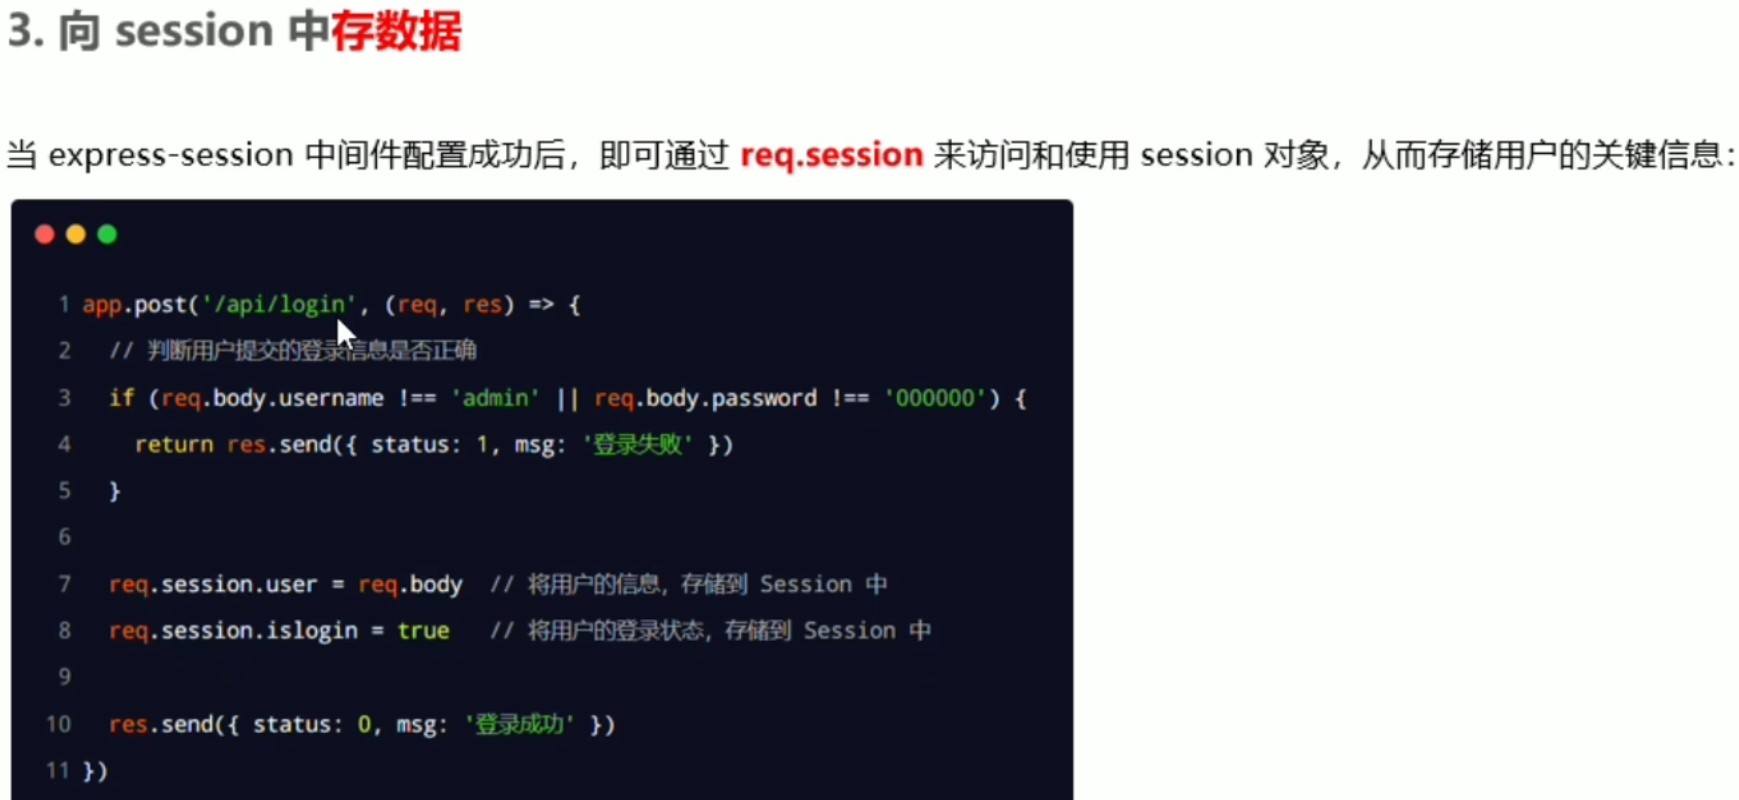 3. 向 session 中存数据
当 express-session 中间件配置成功后，即可通过 req.session 来访问和使用 session 对象，从而存储用户的关键信息：
1 app.post('/api/login', (req, res) => {
2 // 判断用户提交的登录信息是否正确
3 if (req.body.username !== 'admin' || req.body.password !== '000000') {
4 return res.send({ status: 1, msg: '登录失败' })
5 }
6
7 req.session.user = req.body // 将用户的信息，存储到 Session 中
8 req.session.islogin = true // 将用户的登录状态，存储到 Session 中
9
10 res.send({ status: 0, msg: '登录成功' })
11 })